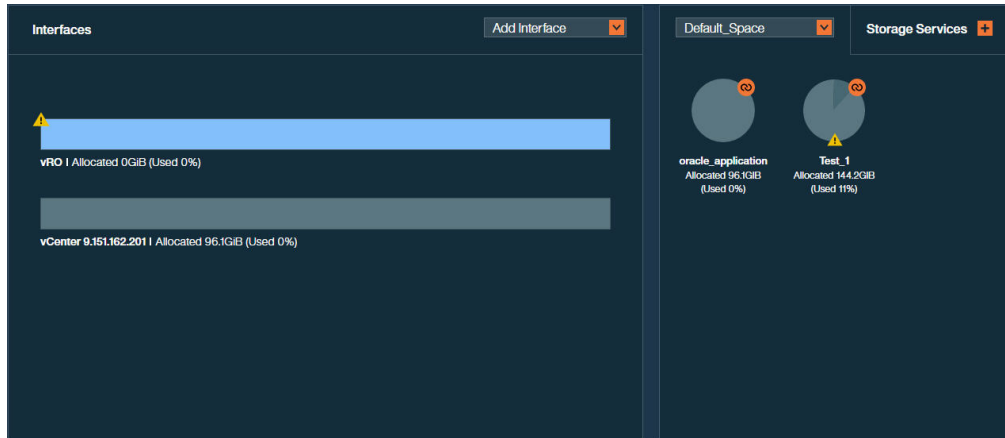 Interfaces
Add Interface
vRO | Allocated 0GiB (Used 0%)
vCenter 9.151.162.201 | Allocated 96.1GiB (Used 0%)
Default_Space
Storage Services
oracle_application
Allocated 96.1GiB
(Used 0%)
Test_1
Allocated 144.2GiB
(Used 11%)